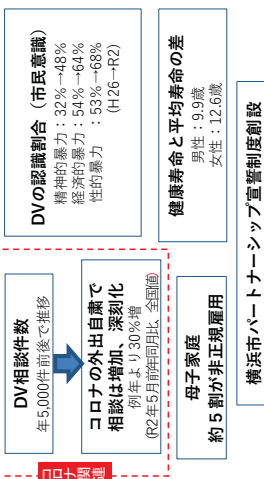 DV相談件数
年5,000件前後で推移
コロナの外出自粛で
相談は増加、深刻化
例年より30%増
(R2年5月前年同月比、全国値)
コロナ関連
DVの認識割合（市民意識）
精神的暴力：32%→48%
経済的暴力：54%→64%
性的暴力　：53%→68%
(H26→R2)
母子家庭
約５割が非正規雇用
健康寿命と平均寿命の差
男性：9.9歳
女性：12.6歳
横浜市パートナーシップ宣誓制度創設